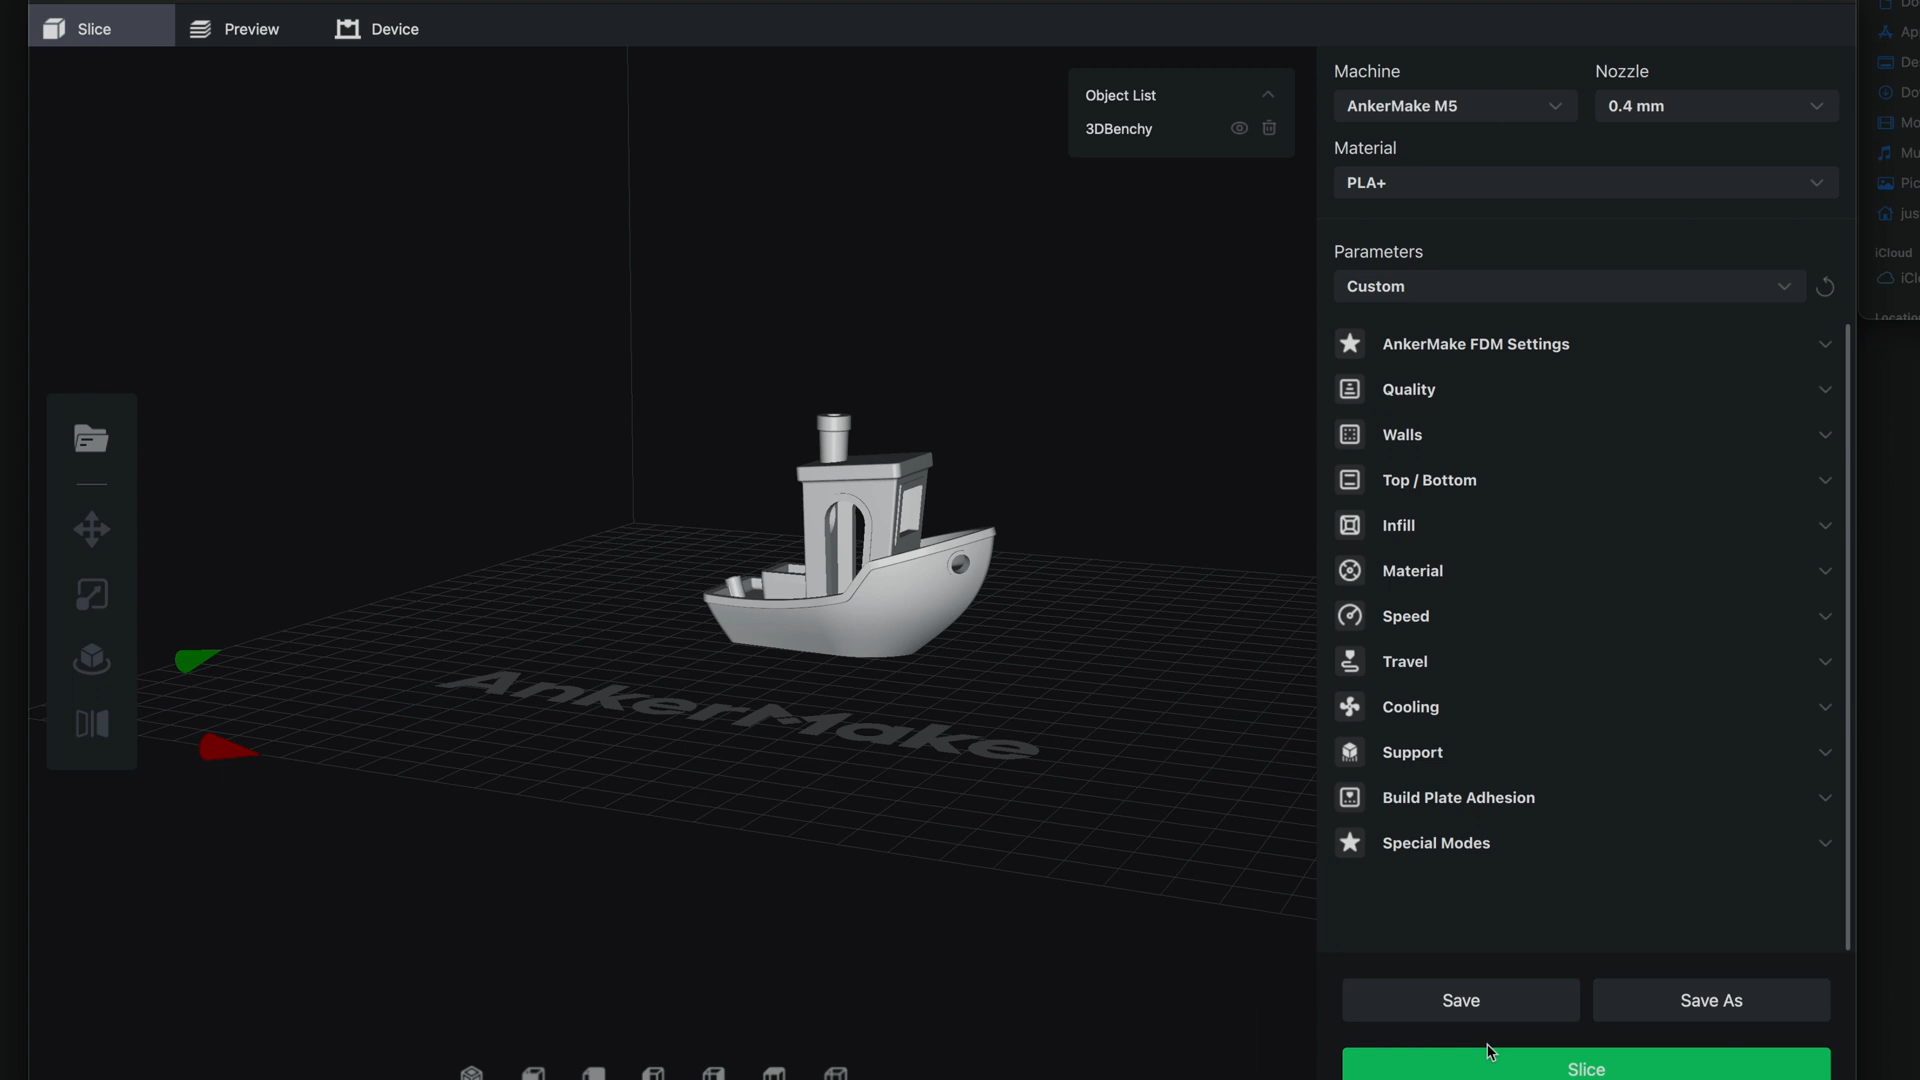 Slice
Preview
Device
Object List
3DBenchy
Machine
Nozzle
AnkerMake M5
0.4 mm
Material
PLA+
Parameters
Custom
AnkerMake FDM Settings
Quality
Walls
Top / Bottom
Infill
Material
Speed
Travel
Cooling
Support
Build Plate Adhesion
Special Modes
Save
Save As
Slice
AnkerMake
iCloud